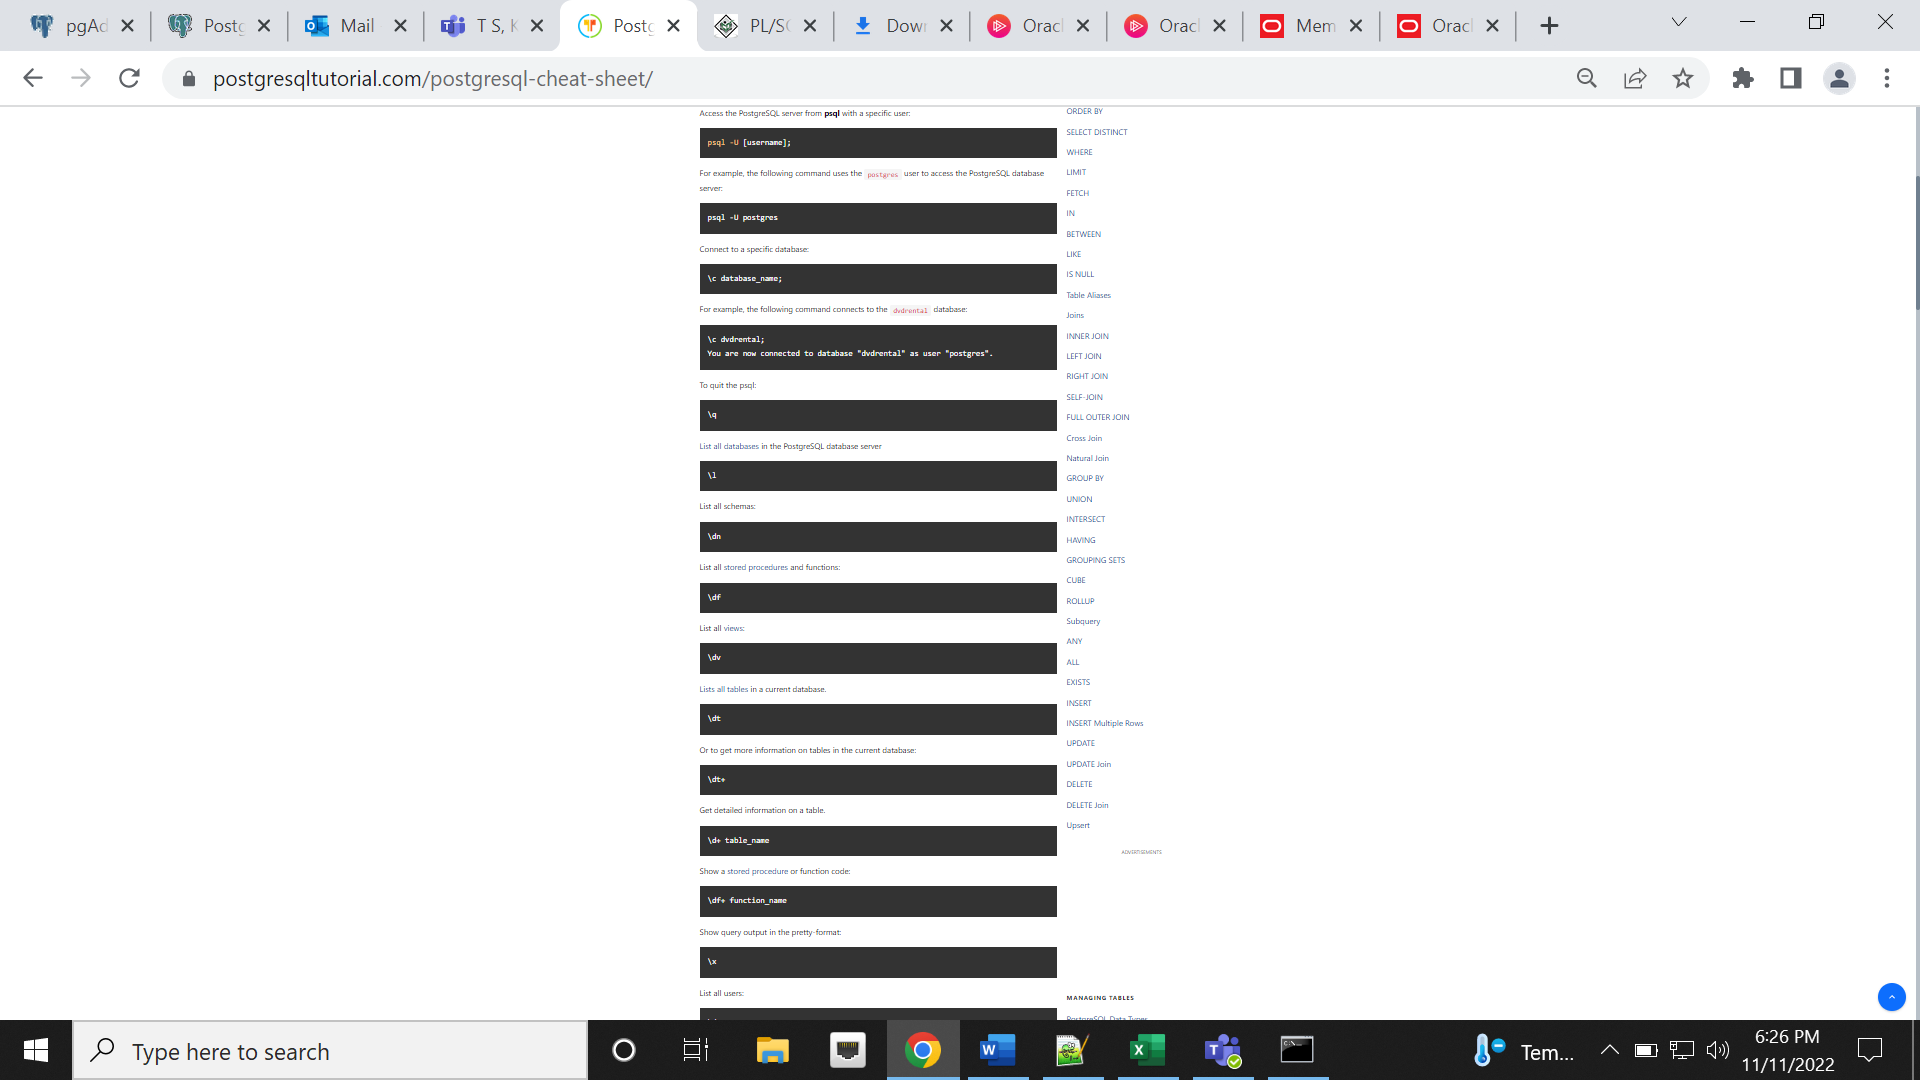 pgAd
Postg
Mail
T S, K
Postg
PL/SC
Dow
Oracl
Oracl
Mem
Oracl
postgresqltutorial.com/postgresql-cheat-sheet/
Access the PostgreSQL server from psql with a specific user:
psql -U [username];
For example, the following command uses the postgres user to access the PostgreSQL database
server:
psql -U postgres
Connect to a specific database:
\c database_name;
For example, the following command connects to the dvdrental database:
\c dvdrental;
You are now connected to database "dvdrental" as user "postgres".
To quit the psql:
\q
List all databases in the PostgreSQL database server
\l
List all schemas:
\dn
List all stored procedures and functions:
\df
List all views:
\dv
Lists all tables in a current database.
\dt
Or to get more information on tables in the current database:
\dt+
Get detailed information on a table.
\d+ table_name
Show a stored procedure or function code:
\df+ function_name
Show query output in the pretty-format:
\x
List all users:
ORDER BY
SELECT DISTINCT
WHERE
LIMIT
FETCH
IN
BETWEEN
LIKE
IS NULL
Table Aliases
Joins
INNER JOIN
LEFT JOIN
RIGHT JOIN
SELF-JOIN
FULL OUTER JOIN
Cross Join
Natural Join
GROUP BY
UNION
INTERSECT
HAVING
GROUPING SETS
CUBE
ROLLUP
Subquery
ANY
ALL
EXISTS
INSERT
INSERT Multiple Rows
UPDATE
UPDATE Join
DELETE
DELETE Join
Upsert
ADVERTISEMENTS
MANAGING TABLES
PostgreSQL Data Types
Type here to search
Tem...
6:26 PM
11/11/2022